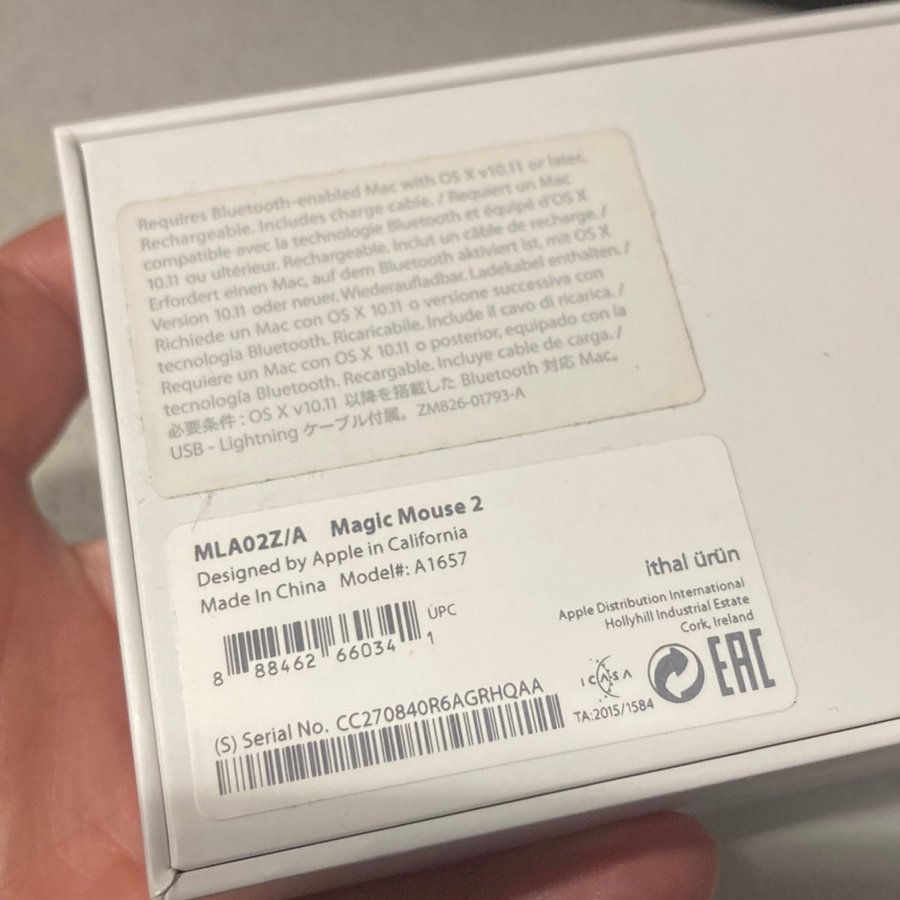 Requires Bluetooth-enabled Mac with OS X v10.11 or later.
Rechargeable. Includes charge cable. / Requiert un Mac
compatible avec la technologie Bluetooth et équipé d'OS X
10.11 ou ultérieur. Rechargeable. Inclut un câble de recharge. /
Erfordert einen Mac, auf dem Bluetooth aktiviert ist, mit OS X
Version 10.11 oder neuer. Wiederaufladbar. Ladekabel enthalten. /
Richiede un Mac con OS X 10.11 o versione successiva con
tecnologia Bluetooth. Ricaricabile. Include il cavo di ricarica. /
Requiere un Mac con OS X 10.11 o posterior, equipado con la
tecnología Bluetooth. Recargable. Incluye cable de carga. /
必要条件 : OS X v10.11 以降を搭載した Bluetooth 対応 Mac。
USB - Lightning ケーブル付属。 ZM826-01793-A
MLA02Z/A Magic Mouse 2
Designed by Apple in California
Made In China Model#: A1657
UPC
8 88462 66034 1
(S) Serial No. CC270840R6AGRHQAA
ithal ürün
Apple Distribution International
Hollyhill Industrial Estate
Cork, Ireland
ICASA
TA:2015/1584
EAC